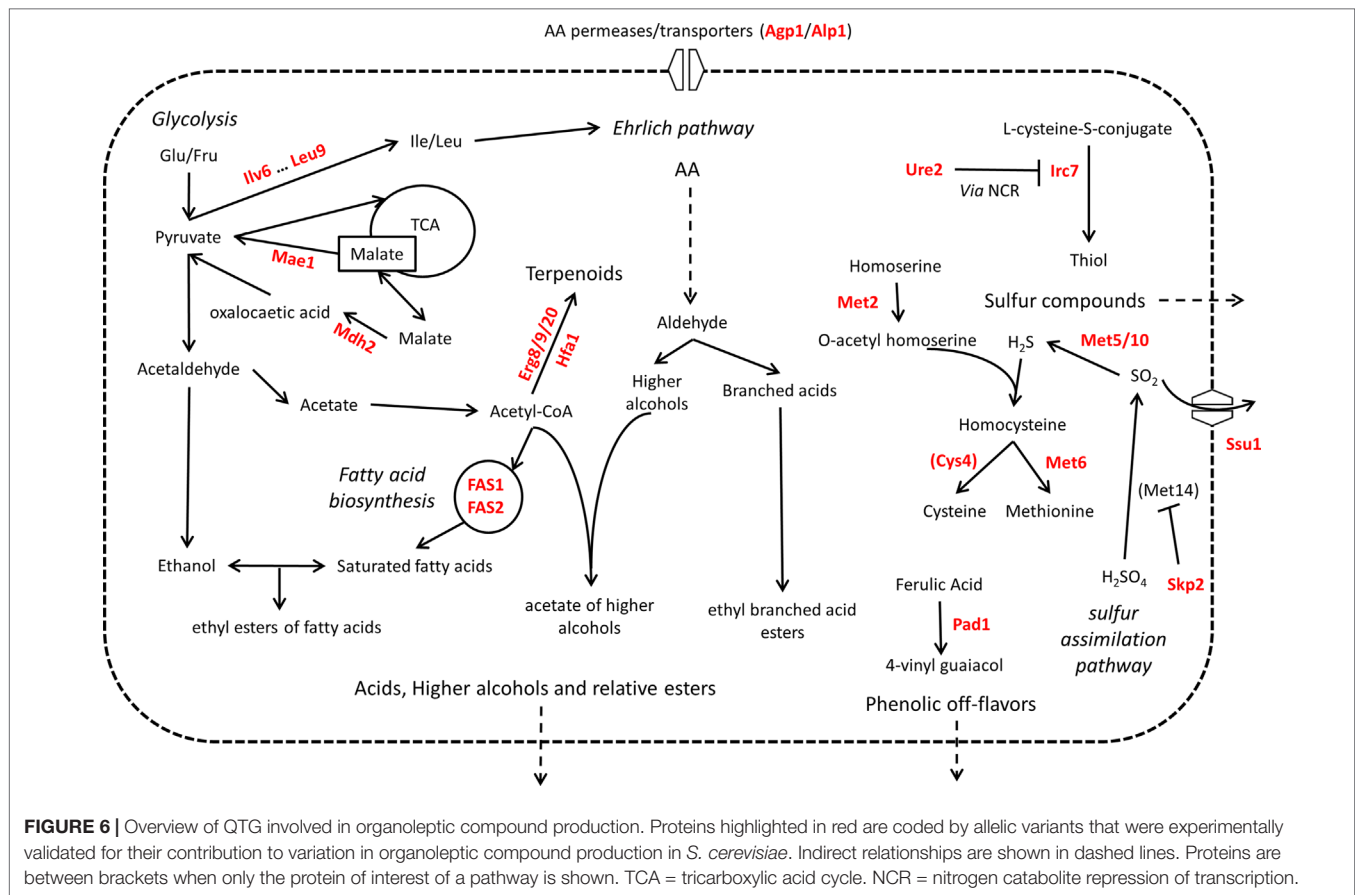 AA permeases/transporters (Agp1/Alp1)
Glycolysis
Glu/Fru
Ilv6 ... Leu9
Ile/Leu
Ehrlich pathway
AA
L-cysteine-S-conjugate
Ure2
Via NCR
Irc7
Thiol
Pyruvate
TCA
Malate
Mae1
oxalocaetic acid
Mdh2
Malate
Terpenoids
Erg8/9/20
Hfa1
Aldehyde
Homoserine
Met2
O-acetyl homoserine
Sulfur compounds
H2S
Met5/10
SO2
Ssu1
Acetaldehyde
Acetate
Acetyl-CoA
Higher
alcohols
Branched acids
Homocysteine
(Cys4)
Met6
Cysteine
Methionine
(Met14)
Skp2
H2SO4
sulfur
assimilation
pathway
Fatty acid
biosynthesis
FAS1
FAS2
Ethanol
Saturated fatty acids
ethyl esters of fatty acids
acetate of higher
alcohols
ethyl branched acid
esters
Ferulic Acid
Pad1
4-vinyl guaiacol
Phenolic off-flavors
Acids, Higher alcohols and relative esters
FIGURE 6 | Overview of QTG involved in organoleptic compound production. Proteins highlighted in red are coded by allelic variants that were experimentally
validated for their contribution to variation in organoleptic compound production in S. cerevisiae. Indirect relationships are shown in dashed lines. Proteins are
between brackets when only the protein of interest of a pathway is shown. TCA = tricarboxylic acid cycle. NCR = nitrogen catabolite repression of transcription.